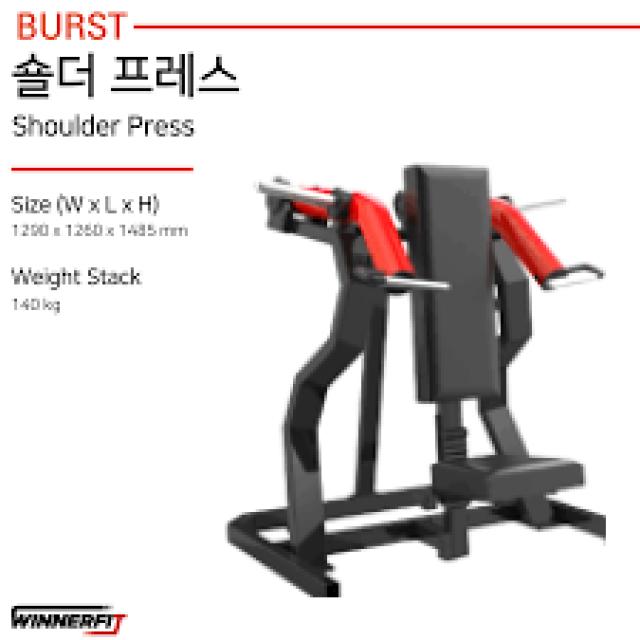 BURST
숄더 프레스
Shoulder Press
Size (W x L x H)
1290 x 1260 x 1485 mm
Weight Stack
140 kg
WINNERFIT